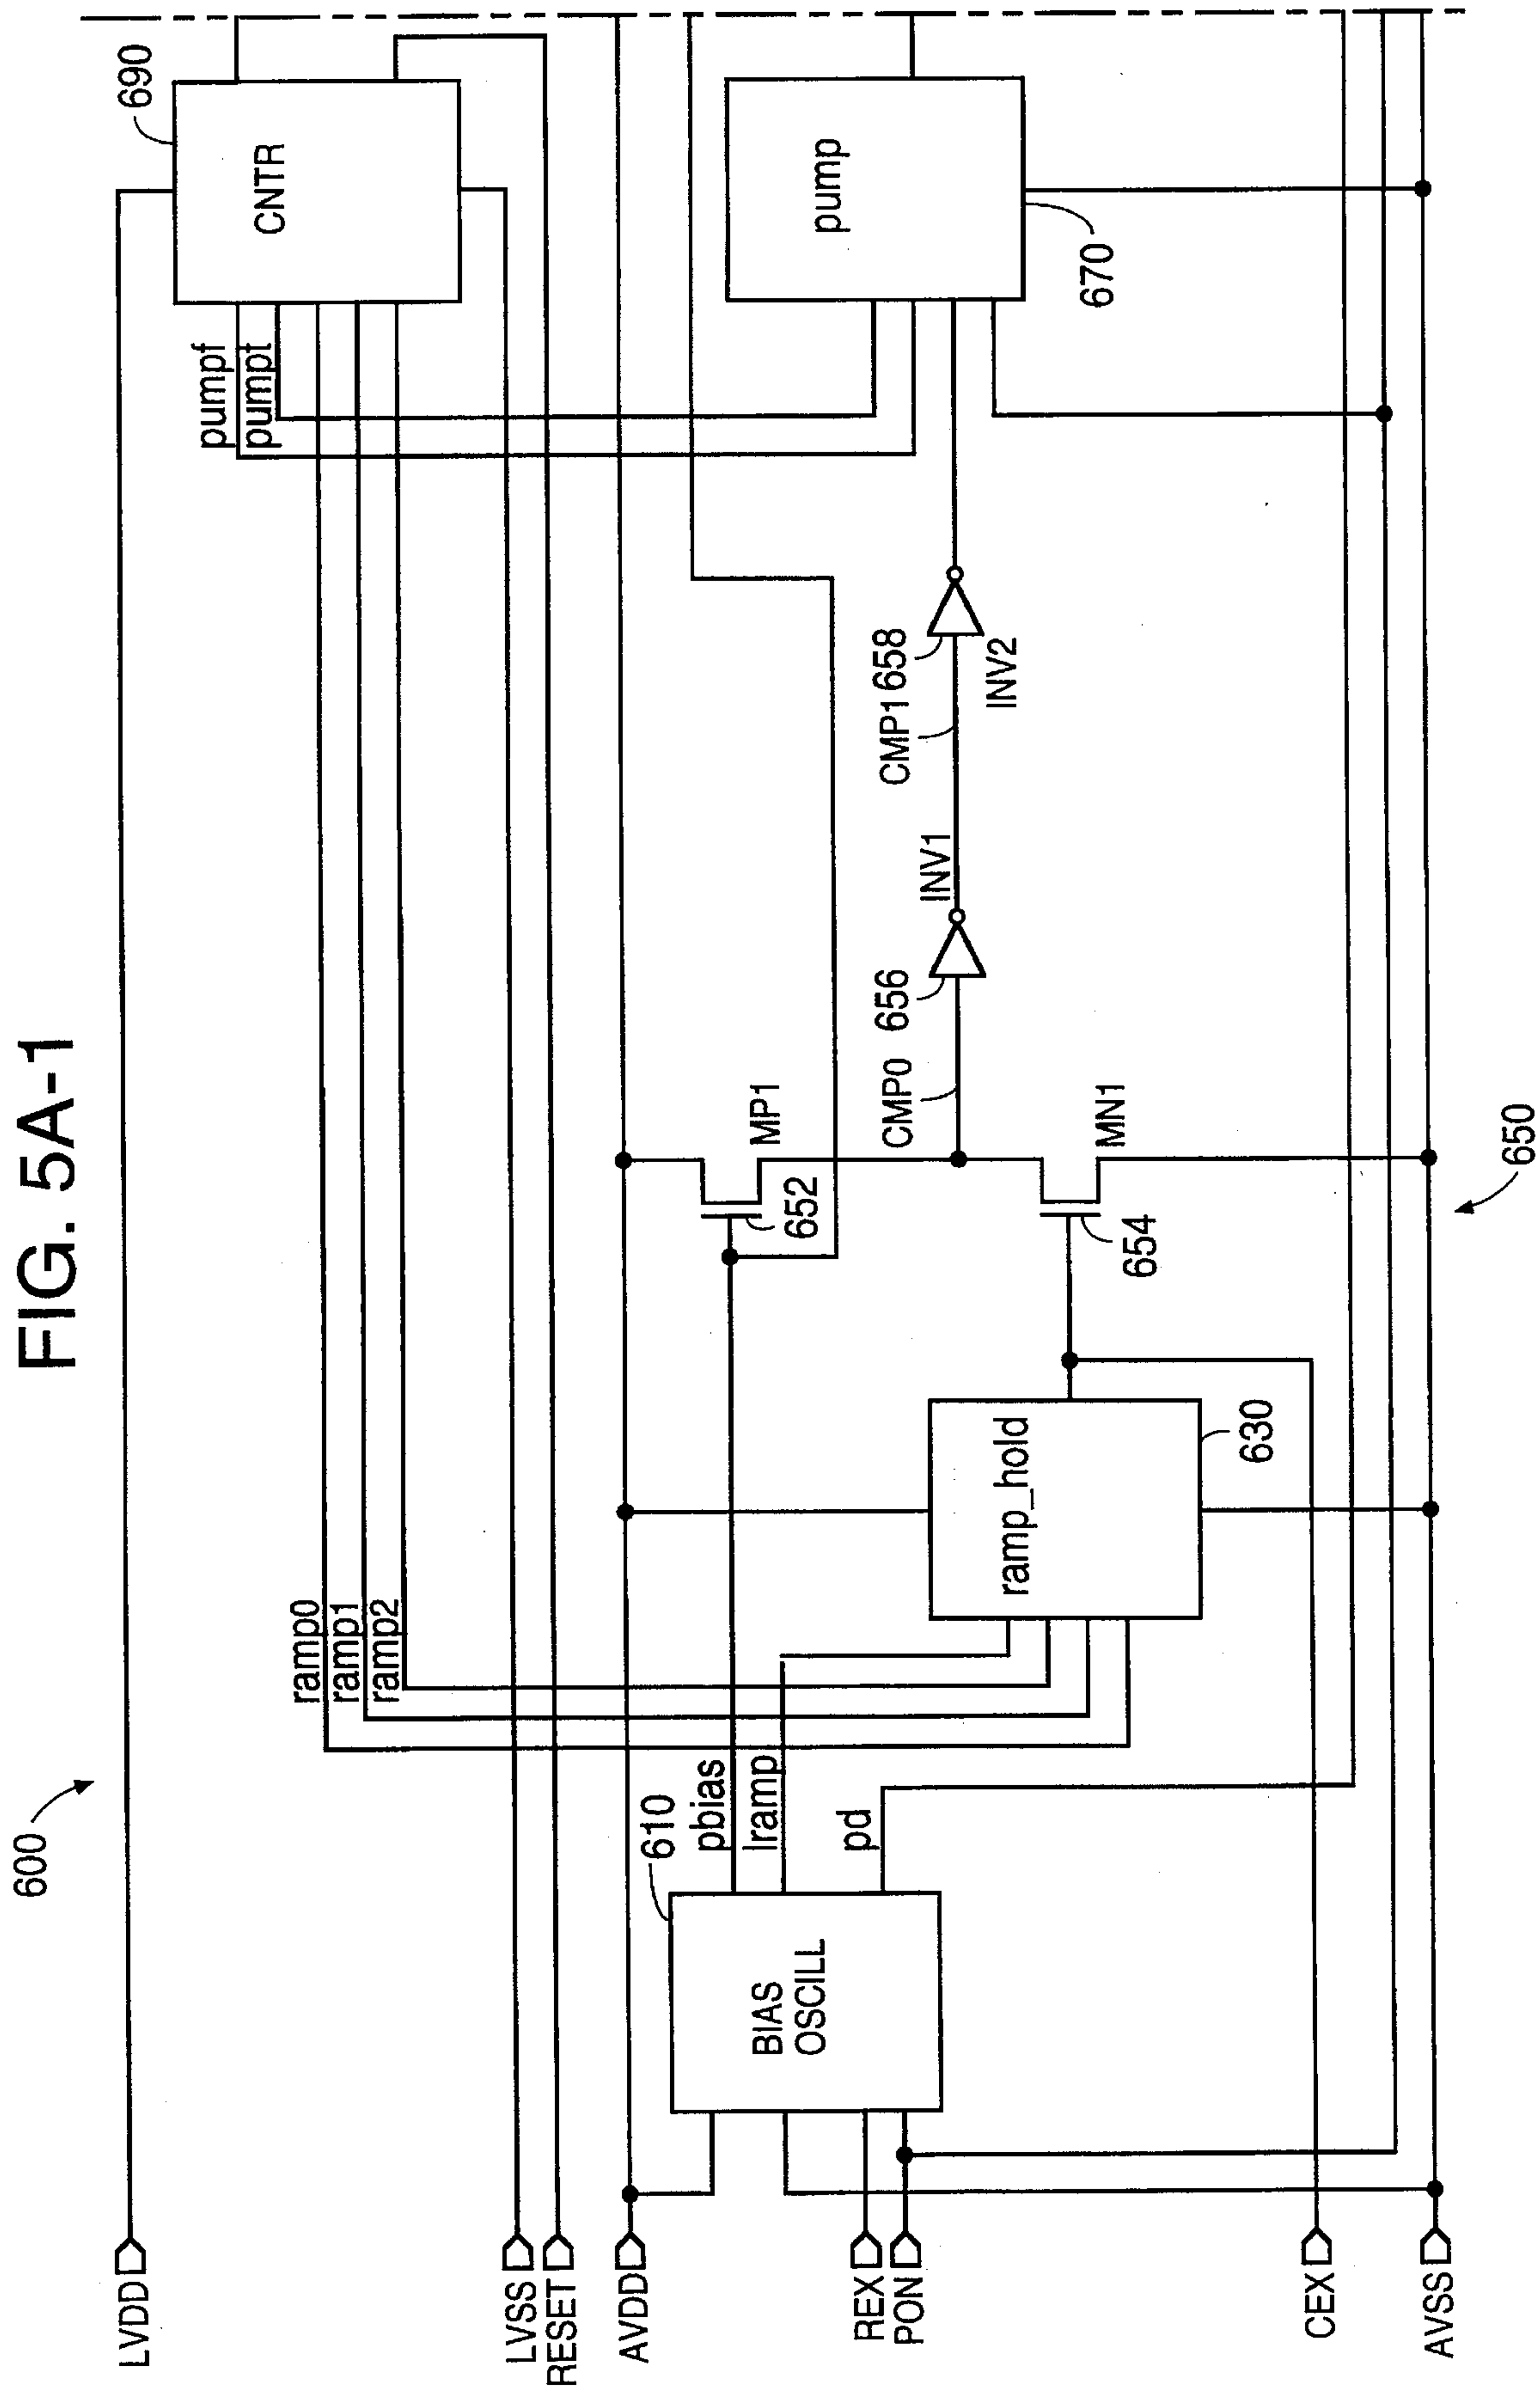 FIG. 5A-1
600
690
CNTR
LVDD
pumpf
pumpt
ramp0
ramp1
ramp2
LVSS
RESET
AVDD
610
BIAS
OSCILL
pbias
Iramp
pd
REX
PON
ramp_hold
630
MP1
652
CMP0
656
INV1
CMP1
658
INV2
MN1
654
pump
670
CEX
AVSS
650